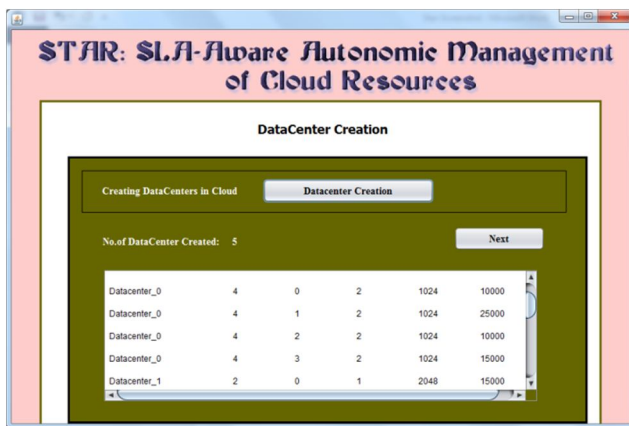 STAR: SLA-Aware Autonomic Management
of Cloud Resources
DataCenter Creation
Creating DataCenters in Cloud Datacenter Creation
No.of DataCenter Created: 5 Next
Datacenter_0 4 0 2 1024 10000
Datacenter_0 4 1 2 1024 25000
Datacenter_0 4 2 2 1024 10000
Datacenter_0 4 3 2 1024 15000
Datacenter_1 2 0 1 2048 15000